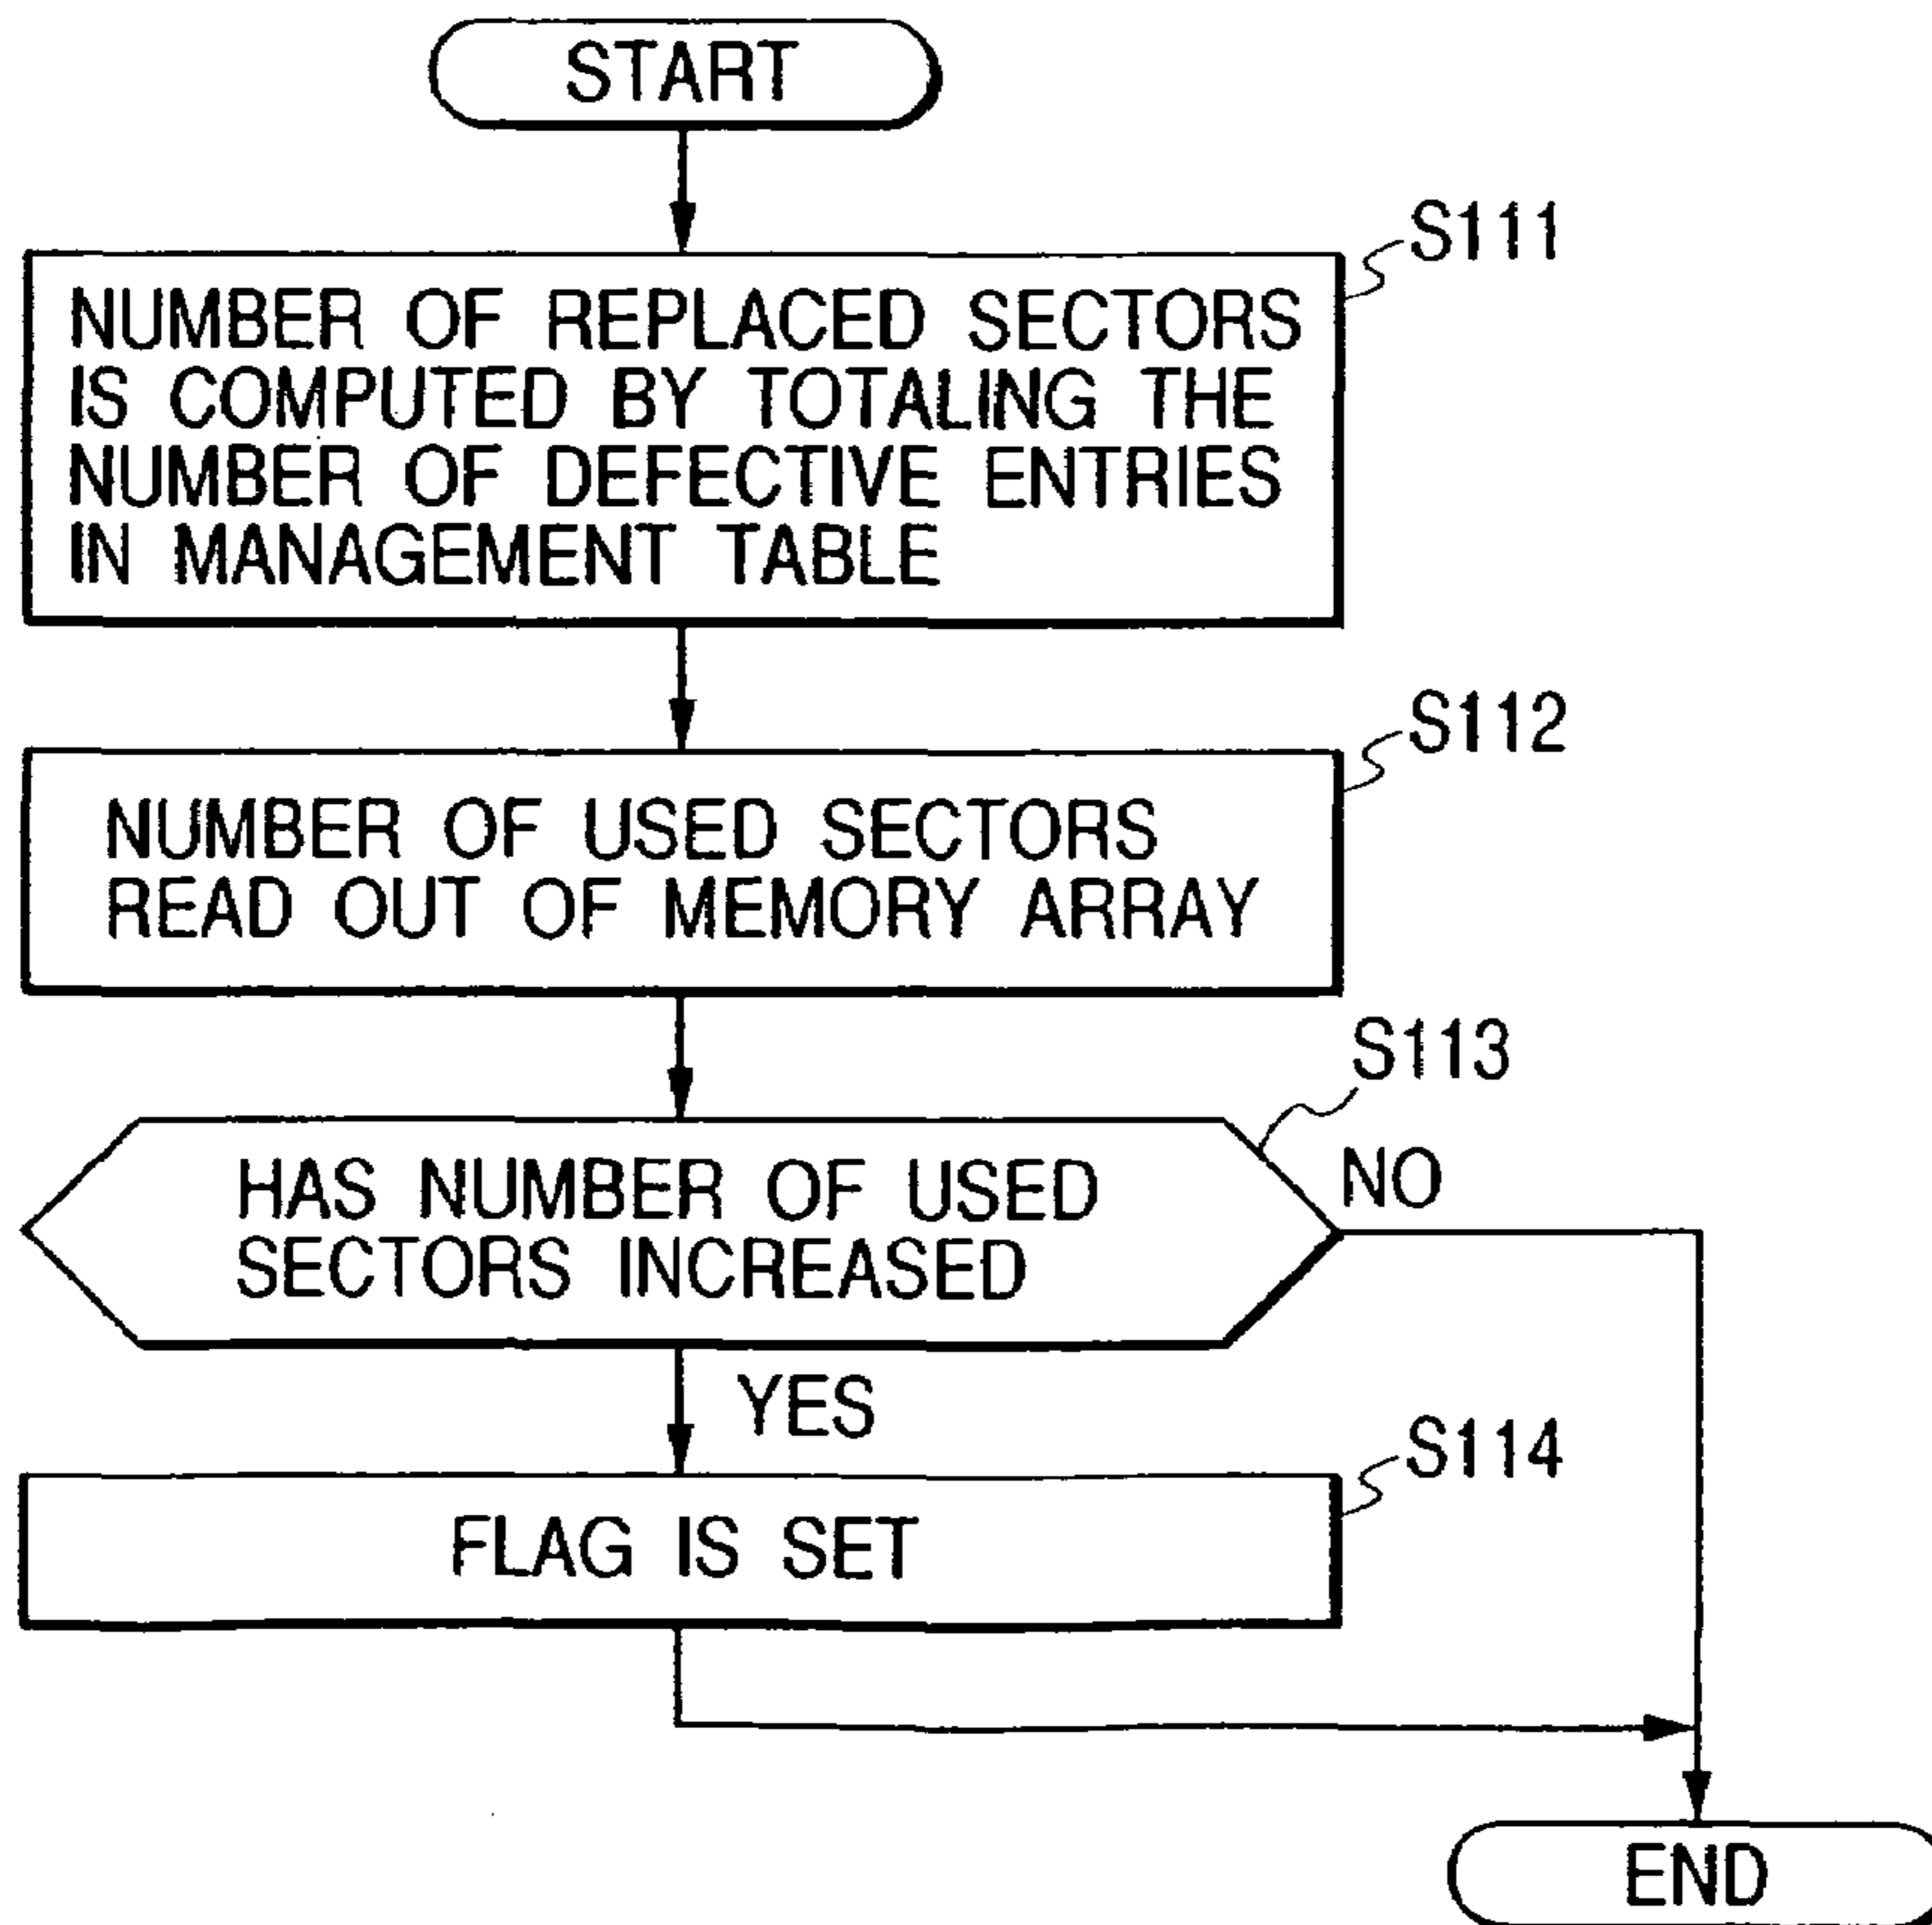 START
S111
NUMBER OF REPLACED SECTORS
IS COMPUTED BY TOTALING THE
NUMBER OF DEFECTIVE ENTRIES
IN MANAGEMENT TABLE
S112
NUMBER OF USED SECTORS
READ OUT OF MEMORY ARRAY
S113
HAS NUMBER OF USED
SECTORS INCREASED
NO
YES
S114
FLAG IS SET
END